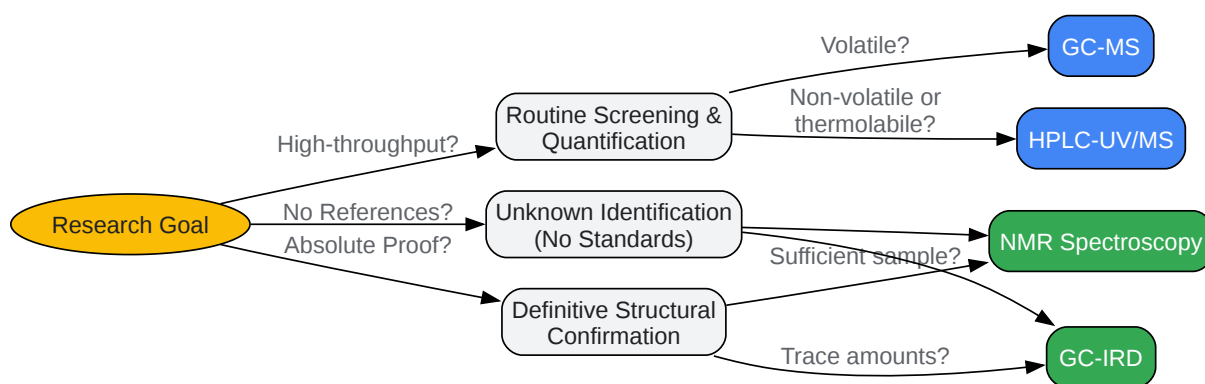 Research Goal
High-throughput?
No References?
Absolute Proof?
Routine Screening &
Quantification
Unknown Identification
(No Standards)
Definitive Structural
Confirmation
Volatile?
Non-volatile or
thermolabile?
Sufficient sample?
Trace amounts?
GC-MS
HPLC-UV/MS
NMR Spectroscopy
GC-IRD